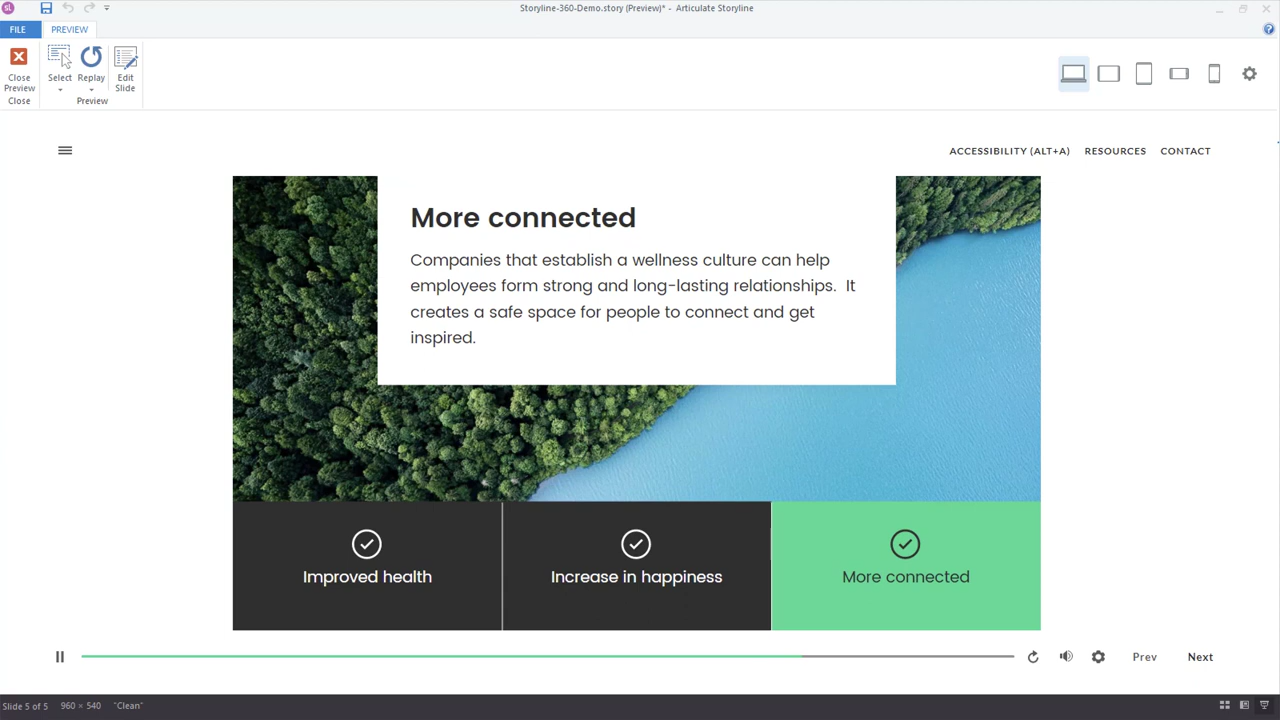 SL
Storyline-360-Demo.story (Preview)* - Articulate Storyline
FILE
PREVIEW
?
Close Preview
Select
Replay
Edit Slide
Close
Preview
ACCESSIBILITY (ALT+A)
RESOURCES
CONTACT
More connected
Companies that establish a wellness culture can help
employees form strong and long-lasting relationships.  It
creates a safe space for people to connect and get
inspired.
Improved health
Increase in happiness
More connected
Prev
Next
Slide 5 of 5
960 × 540
"Clean"